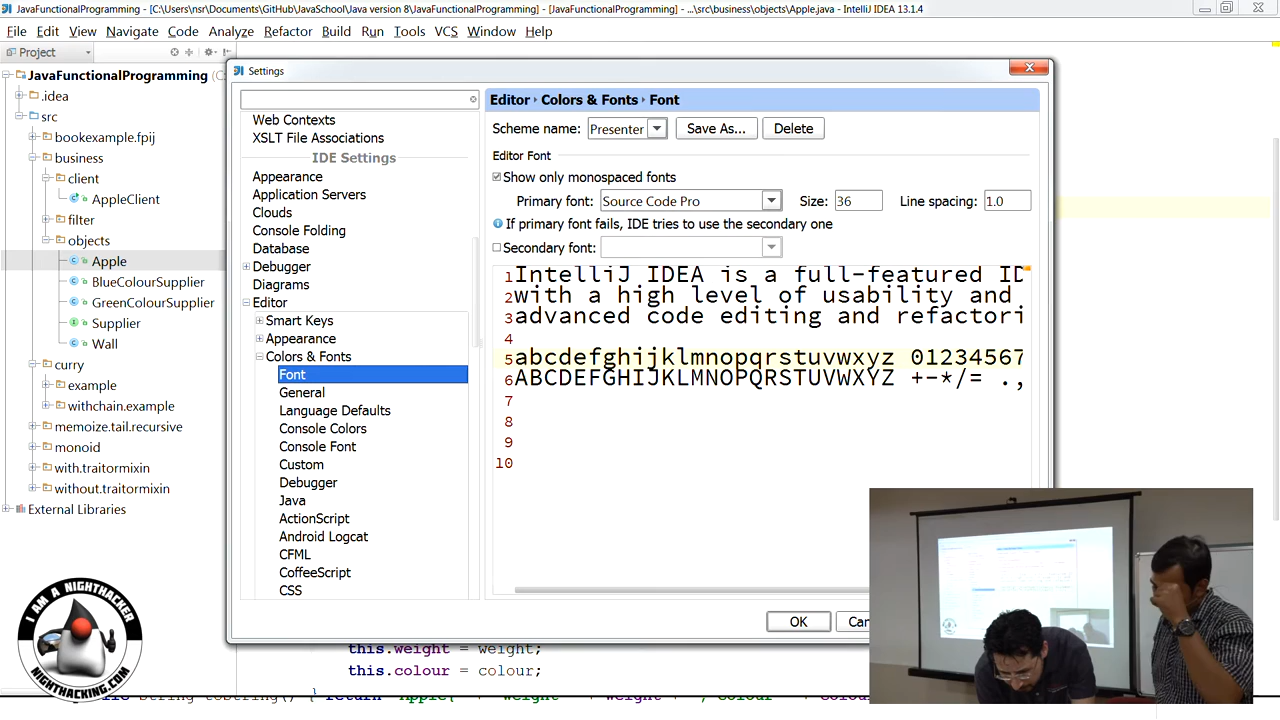 JavaFunctionalProgramming - [C:\Users\nsr\Documents\GitHub\JavaSchool\Java version 8\JavaFunctionalProgramming] - [JavaFunctionalProgramming] - ...\src\business\objects\Apple.java - IntelliJ IDEA 13.1.4
File Edit View Navigate Code Analyze Refactor Build Run Tools VCS Window Help
Project
JavaFunctionalProgramming
.idea
src
bookexample.fpij
business
client
AppleClient
filter
objects
Apple
BlueColourSupplier
GreenColourSupplier
Supplier
Wall
curry
example
withchain.example
memoize.tail.recursive
monoid
with.traitormixin
without.traitormixin
External Libraries
Settings
Web Contexts
XSLT File Associations
IDE Settings
Appearance
Application Servers
Clouds
Console Folding
Database
Debugger
Diagrams
Editor
Smart Keys
Appearance
Colors & Fonts
Font
General
Language Defaults
Console Colors
Console Font
Custom
Debugger
Java
ActionScript
Android Logcat
CFML
CoffeeScript
CSS
Editor › Colors & Fonts › Font
Scheme name: Presenter Save As... Delete
Editor Font
Show only monospaced fonts
Primary font: Source Code Pro Size: 36 Line spacing: 1.0
If primary font fails, IDE tries to use the secondary one
Secondary font:
1 IntelliJ IDEA is a full-featured ID
2 with a high level of usability and
3 advanced code editing and refactori
4
5 abcdefghijklmnopqrstuvwxyz 01234567
6 ABCDEFGHIJKLMNOPQRSTUVWXYZ +-*/= .,
7
8
9
10
OK Can
this.weight = weight;
this.colour = colour;
I AM A NIGHTHACKER
NIGHTHACKING.COM